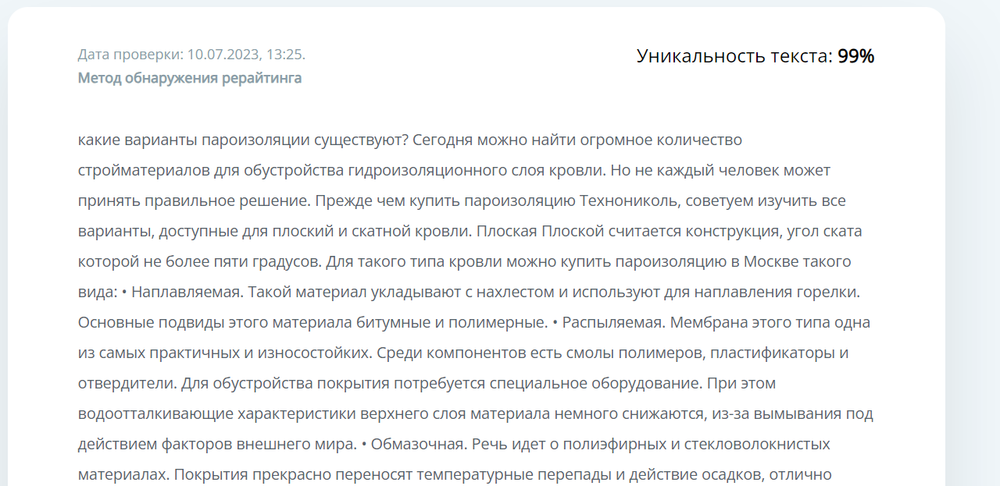 Дата проверки: 10.07.2023, 13:25.
Уникальность текста: 99%
Метод обнаружения рерайтинга
какие варианты пароизоляции существуют? Сегодня можно найти огромное количество
стройматериалов для обустройства гидроизоляционного слоя кровли. Но не каждый человек может
принять правильное решение. Прежде чем купить пароизоляцию Технониколь, советуем изучить все
варианты, доступные для плоский и скатной кровли. Плоская Плоской считается конструкция, угол ската
которой не более пяти градусов. Для такого типа кровли можно купить пароизоляцию в Москве такого
вида: • Наплавляемая. Такой материал укладывают с нахлестом и используют для наплавления горелки.
Основные подвиды этого материала битумные и полимерные. • Распыляемая. Мембрана этого типа одна
из самых практичных и износостойких. Среди компонентов есть смолы полимеров, пластификаторы и
отвердители. Для обустройства покрытия потребуется специальное оборудование. При этом
водоотталкивающие характеристики верхнего слоя материала немного снижаются, из-за вымывания под
действием факторов внешнего мира. • Обмазочная. Речь идет о полиэфирных и стекловолокнистых
материалах. Покрытия прекрасно переносят температурные перепады и действие осадков, отлично